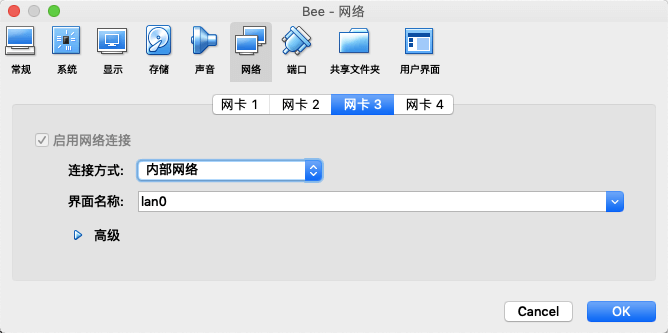 Bee - 网络
常规 系统 显示 存储 声音 网络 端口 共享文件夹 用户界面
网卡 1 网卡 2 网卡 3 网卡 4
启用网络连接
连接方式: 内部网络
界面名称: lan0
高级
Cancel OK